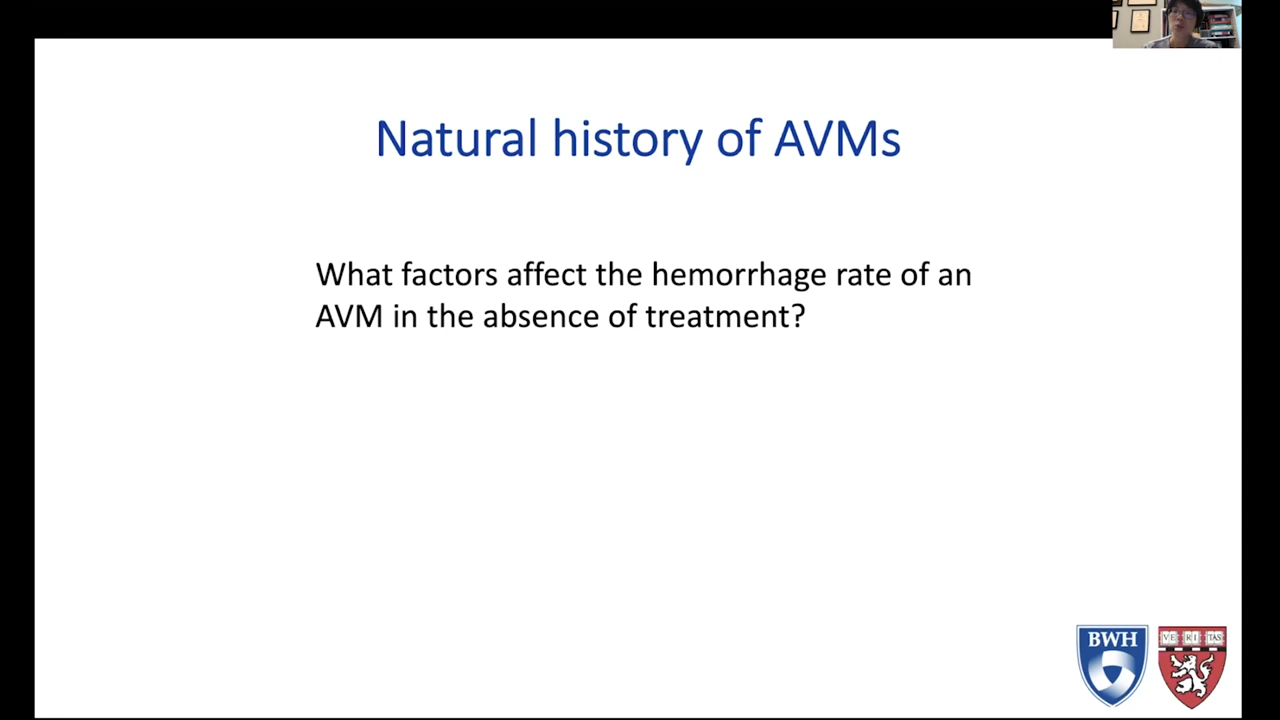 Natural history of AVMs
What factors affect the hemorrhage rate of an
AVM in the absence of treatment?
BWH
VE RI TAS